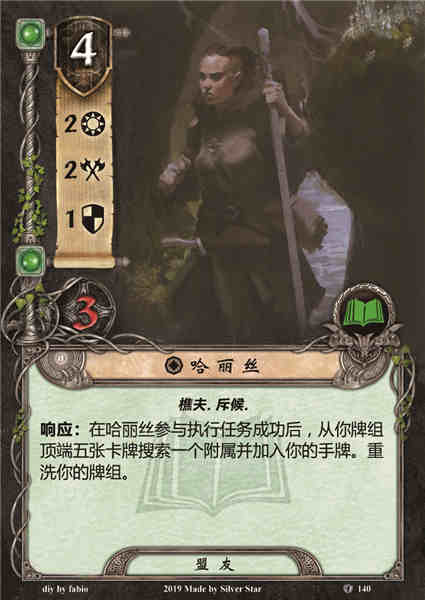 4
2
2
1
3
哈丽丝
樵夫. 斥候.
响应：在哈丽丝参与执行任务成功后，从你牌组
顶端五张卡牌搜索一个附属并加入你的手牌。重
洗你的牌组。
盟友
diy by fabio 2019 Made by Silver Star 140